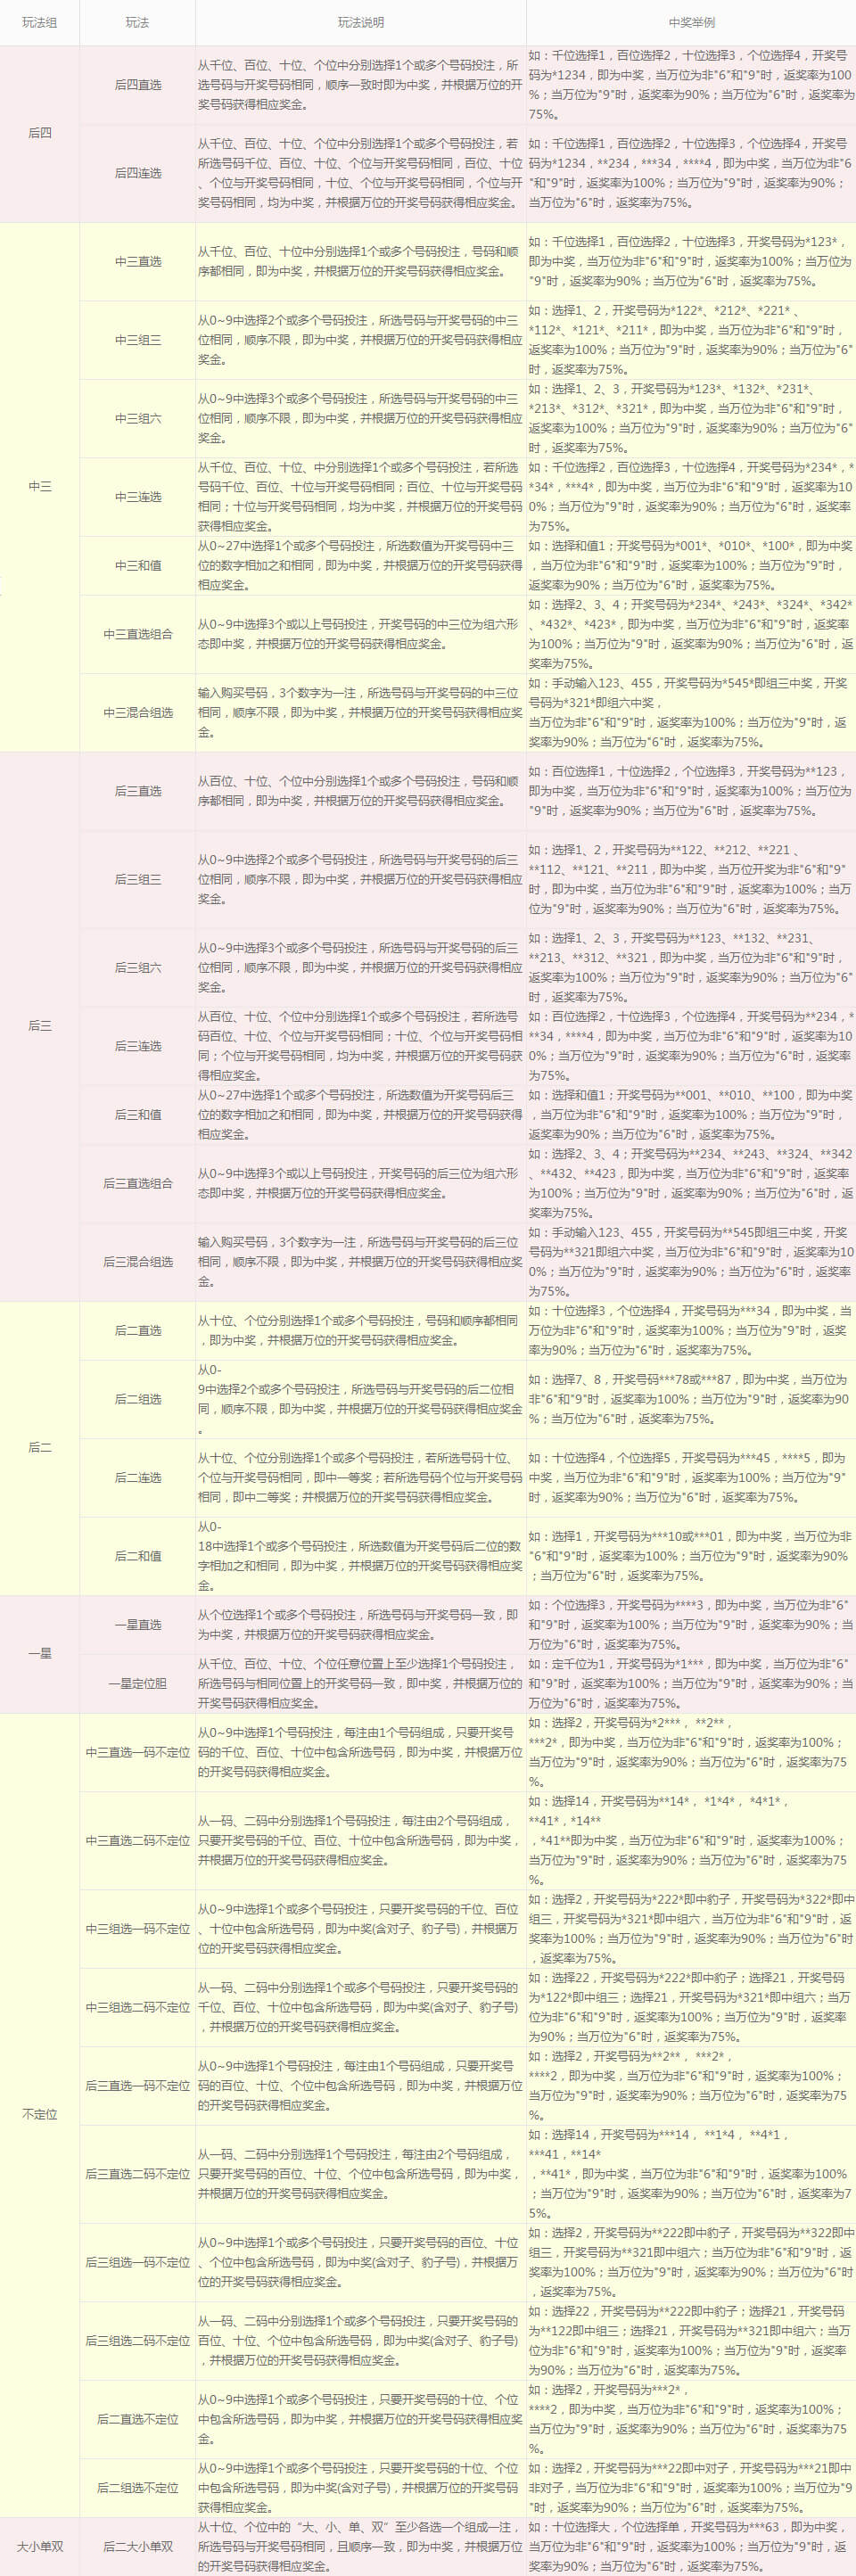 玩法组
玩法
玩法说明
中奖举例
后四
后四直选
从千位、百位、十位、个位中分别选择1个或多个号码投注，所
选号码与开奖号码相同，顺序一致时即为中奖，并根据万位的开
奖号码获得相应奖金。
如：千位选择1，百位选择2，十位选择3，个位选择4，开奖号
码为*1234，即为中奖，当万位为非"6"和"9"时，返奖率为100
%；当万位为"9"时，返奖率为90%；当万位为"6"时，返奖率为
75%。
后四连选
从千位、百位、十位、个位中分别选择1个或多个号码投注，若
所选号码千位、百位、十位、个位与开奖号码相同，百位、十位
、个位与开奖号码相同，十位、个位与开奖号码相同，个位与开
奖号码相同，均为中奖，并根据万位的开奖号码获得相应奖金。
如：千位选择1，百位选择2，十位选择3，个位选择4，开奖号
码为*1234，**234，***34，****4，即为中奖，当万位为非"6
"和"9"时，返奖率为100%；当万位为"9"时，返奖率为90%；
当万位为"6"时，返奖率为75%。
中三
中三直选
从千位、百位、十位中分别选择1个或多个号码投注，号码和顺
序都相同，即为中奖，并根据万位的开奖号码获得相应奖金。
如：千位选择1，百位选择2，十位选择3，开奖号码为*123*，
即为中奖，当万位为非"6"和"9"时，返奖率为100%；当万位为
"9"时，返奖率为90%；当万位为"6"时，返奖率为75%。
中三组三
从0~9中选择2个或多个号码投注，所选号码与开奖号码的中三
位相同，顺序不限，即为中奖，并根据万位的开奖号码获得相应
奖金。
如：选择1、2，开奖号码为*122*、*212*、*221* 、
*112*、*121*、*211*，即为中奖，当万位为非"6"和"9"时，
返奖率为100%；当万位为"9"时，返奖率为90%；当万位为"6"
时，返奖率为75%。
中三组六
从0~9中选择3个或多个号码投注，所选号码与开奖号码的中三
位相同，顺序不限，即为中奖，并根据万位的开奖号码获得相应
奖金。
如：选择1、2、3，开奖号码为*123*、*132*、*231*、
*213*、*312*、*321*，即为中奖，当万位为非"6"和"9"时，
返奖率为100%；当万位为"9"时，返奖率为90%；当万位为"6"
时，返奖率为75%。
中三连选
从千位、百位、十位、中分别选择1个或多个号码投注，若所选
号码千位、百位、十位与开奖号码相同；百位、十位与开奖号码
相同；十位与开奖号码相同，均为中奖，并根据万位的开奖号码
获得相应奖金。
如：千位选择2，百位选择3，十位选择4，开奖号码为*234*，*
*34*，***4*，即为中奖，当万位为非"6"和"9"时，返奖率为10
0%；当万位为"9"时，返奖率为90%；当万位为"6"时，返奖率
为75%。
中三和值
从0~27中选择1个或多个号码投注，所选数值为开奖号码中三
位的数字相加之和相同，即为中奖，并根据万位的开奖号码获得
相应奖金。
如：选择和值1；开奖号码为*001*、*010*、*100*，即为中奖
，当万位为非"6"和"9"时，返奖率为100%；当万位为"9"时，
返奖率为90%；当万位为"6"时，返奖率为75%。
中三直选组合
从0~9中选择3个或以上号码投注，开奖号码的中三位为组六形
态即中奖，并根据万位的开奖号码获得相应奖金。
如：选择2、3、4；开奖号码为*234*、*243*、*324*、*342*
、*432*、*423*，即为中奖，当万位为非"6"和"9"时，返奖率
为100%；当万位为"9"时，返奖率为90%；当万位为"6"时，返
奖率为75%。
中三混合组选
输入购买号码，3个数字为一注，所选号码与开奖号码的中三位
相同，顺序不限，即为中奖，并根据万位的开奖号码获得相应奖
金。
如：手动输入123、455，开奖号码为*545*即组三中奖，开奖
号码为*321*即组六中奖，
当万位为非"6"和"9"时，返奖率为100%；当万位为"9"时，返
奖率为90%；当万位为"6"时，返奖率为75%。
后三
后三直选
从百位、十位、个位中分别选择1个或多个号码投注，号码和顺
序都相同，即为中奖，并根据万位的开奖号码获得相应奖金。
如：百位选择1，十位选择2，个位选择3，开奖号码为**123，
即为中奖，当万位为非"6"和"9"时，返奖率为100%；当万位为
"9"时，返奖率为90%；当万位为"6"时，返奖率为75%。
后三组三
从0~9中选择2个或多个号码投注，所选号码与开奖号码的后三
位相同，顺序不限，即为中奖，并根据万位的开奖号码获得相应
奖金。
如：选择1、2，开奖号码为**122、**212、**221 、
**112、**121、**211，即为中奖，当万位开奖为非"6"和"9"
时，即为中奖，当万位为非"6"和"9"时，返奖率为100%；当万
位为"9"时，返奖率为90%；当万位为"6"时，返奖率为75%。
后三组六
从0~9中选择3个或多个号码投注，所选号码与开奖号码的后三
位相同，顺序不限，即为中奖，并根据万位的开奖号码获得相应
奖金。
如：选择1、2、3，开奖号码为**123、**132、**231、
**213、**312、**321，即为中奖，当万位为非"6"和"9"时，
返奖率为100%；当万位为"9"时，返奖率为90%；当万位为"6"
时，返奖率为75%。
后三连选
从百位、十位、个位中分别选择1个或多个号码投注，若所选号
码百位、十位、个位与开奖号码相同；十位、个位与开奖号码相
同；个位与开奖号码相同，均为中奖，并根据万位的开奖号码获
得相应奖金。
如：百位选择2，十位选择3，个位选择4，开奖号码为**234，*
**34，****4，即为中奖，当万位为非"6"和"9"时，返奖率为10
0%；当万位为"9"时，返奖率为90%；当万位为"6"时，返奖率
为75%。
后三和值
从0~27中选择1个或多个号码投注，所选数值为开奖号码后三
位的数字相加之和相同，即为中奖，并根据万位的开奖号码获得
相应奖金。
如：选择和值1；开奖号码为**001、**010、**100，即为中奖
，当万位为非"6"和"9"时，返奖率为100%；当万位为"9"时，
返奖率为90%；当万位为"6"时，返奖率为75%。
后三直选组合
从0~9中选择3个或以上号码投注，开奖号码的后三位为组六形
态即中奖，并根据万位的开奖号码获得相应奖金。
如：选择2、3、4；开奖号码为**234、**243、**324、**342
、**432、**423，即为中奖，当万位为非"6"和"9"时，返奖率
为100%；当万位为"9"时，返奖率为90%；当万位为"6"时，返
奖率为75%。
后三混合组选
输入购买号码，3个数字为一注，所选号码与开奖号码的后三位
相同，顺序不限，即为中奖，并根据万位的开奖号码获得相应奖
金。
如：手动输入123、455，开奖号码为**545即组三中奖，开奖
号码为**321即组六中奖，当万位为非"6"和"9"时，返奖率为10
0%；当万位为"9"时，返奖率为90%；当万位为"6"时，返奖率
为75%。
后二
后二直选
从十位、个位分别选择1个或多个号码投注，号码和顺序都相同
，即为中奖，并根据万位的开奖号码获得相应奖金。
如：十位选择3，个位选择4，开奖号码为***34，即为中奖，当
万位为非"6"和"9"时，返奖率为100%；当万位为"9"时，返奖
率为90%；当万位为"6"时，返奖率为75%。
后二组选
从0-
9中选择2个或多个号码投注，所选号码与开奖号码的后二位相
同，顺序不限，即为中奖，并根据万位的开奖号码获得相应奖金
。
如：选择7、8，开奖号码***78或***87，即为中奖，当万位为
非"6"和"9"时，返奖率为100%；当万位为"9"时，返奖率为90
%；当万位为"6"时，返奖率为75%。
后二连选
从十位、个位分别选择1个或多个号码投注，若所选号码十位、
个位与开奖号码相同，即中一等奖；若所选号码个位与开奖号码
相同，即中二等奖；并根据万位的开奖号码获得相应奖金。
如：十位选择4，个位选择5，开奖号码为***45，****5，即为
中奖，当万位为非"6"和"9"时，返奖率为100%；当万位为"9"
时，返奖率为90%；当万位为"6"时，返奖率为75%。
后二和值
从0-
18中选择1个或多个号码投注，所选数值为开奖号码后二位的数
字相加之和相同，即为中奖，并根据万位的开奖号码获得相应奖
金。
如：选择1，开奖号码为***10或***01，即为中奖，当万位为非
"6"和"9"时，返奖率为100%；当万位为"9"时，返奖率为90%
；当万位为"6"时，返奖率为75%。
一星
一星直选
从个位选择1个或多个号码投注，所选号码与开奖号码一致，即
为中奖，并根据万位的开奖号码获得相应奖金。
如：个位选择3，开奖号码为****3，即为中奖，当万位为非"6"
和"9"时，返奖率为100%；当万位为"9"时，返奖率为90%；当
万位为"6"时，返奖率为75%。
一星定位胆
从千位、百位、十位、个位任意位置上至少选择1个号码投注，
所选号码与相同位置上的开奖号码一致，即中奖，并根据万位的
开奖号码获得相应奖金。
如：定千位为1，开奖号码为*1***，即为中奖，当万位为非"6"
和"9"时，返奖率为100%；当万位为"9"时，返奖率为90%；当
万位为"6"时，返奖率为75%。
不定位
中三直选一码不定位
从0~9中选择1个号码投注，每注由1个号码组成，只要开奖号
码的千位、百位、十位中包含所选号码，即为中奖，并根据万位
的开奖号码获得相应奖金。
如：选择2，开奖号码为*2***， **2**，
***2*，即为中奖，当万位为非"6"和"9"时，返奖率为100%；
当万位为"9"时，返奖率为90%；当万位为"6"时，返奖率为75
%。
中三直选二码不定位
从一码、二码中分别选择1个号码投注，每注由2个号码组成，
只要开奖号码的千位、百位、十位中包含所选号码，即为中奖，
并根据万位的开奖号码获得相应奖金。
如：选择14，开奖号码为**14*， *1*4*， *4*1*，
**41*，*14**
，*41**即为中奖，当万位为非"6"和"9"时，返奖率为100%；
当万位为"9"时，返奖率为90%；当万位为"6"时，返奖率为75
%。
中三组选一码不定位
从0~9中选择1个或多个号码投注，只要开奖号码的千位、百位
、十位中包含所选号码，即为中奖(含对子、豹子号)，并根据万
位的开奖号码获得相应奖金。
如：选择2，开奖号码为*222*即中豹子，开奖号码为*322*即中
组三，开奖号码为*321*即中组六，当万位为非"6"和"9"时，返
奖率为100%；当万位为"9"时，返奖率为90%；当万位为"6"时
，返奖率为75%。
中三组选二码不定位
从一码、二码中分别选择1个或多个号码投注，只要开奖号码的
千位、百位、十位中包含所选号码，即为中奖(含对子、豹子号)
，并根据万位的开奖号码获得相应奖金。
如：选择22，开奖号码为*222*即中豹子；选择21，开奖号码
为*122*即中组三；选择21，开奖号码为*321*即中组六；当万
位为非"6"和"9"时，返奖率为100%；当万位为"9"时，返奖率
为90%；当万位为"6"时，返奖率为75%。
后三直选一码不定位
从0~9中选择1个号码投注，每注由1个号码组成，只要开奖号
码的百位、十位、个位中包含所选号码，即为中奖，并根据万位
的开奖号码获得相应奖金。
如：选择2，开奖号码为**2**， ***2*，
****2，即为中奖，当万位为非"6"和"9"时，返奖率为100%；
当万位为"9"时，返奖率为90%；当万位为"6"时，返奖率为75
%。
后三直选二码不定位
从一码、二码中分别选择1个号码投注，每注由2个号码组成，
只要开奖号码的百位、十位、个位中包含所选号码，即为中奖，
并根据万位的开奖号码获得相应奖金。
如：选择14，开奖号码为***14， **1*4， **4*1，
***41，**14*
，**41*，即为中奖，当万位为非"6"和"9"时，返奖率为100%
；当万位为"9"时，返奖率为90%；当万位为"6"时，返奖率为7
5%。
后三组选一码不定位
从0~9中选择1个或多个号码投注，只要开奖号码的百位、十位
、个位中包含所选号码，即为中奖(含对子、豹子号)，并根据万
位的开奖号码获得相应奖金。
如：选择2，开奖号码为**222即中豹子，开奖号码为**322即中
组三，开奖号码为**321即中组六；当万位为非"6"和"9"时，返
奖率为100%；当万位为"9"时，返奖率为90%；当万位为"6"时
，返奖率为75%。
后三组选二码不定位
从一码、二码中分别选择1个或多个号码投注，只要开奖号码的
百位、十位、个位中包含所选号码，即为中奖(含对子、豹子号)
，并根据万位的开奖号码获得相应奖金。
如：选择22，开奖号码为**222即中豹子；选择21，开奖号码
为**122即中组三；选择21，开奖号码为**321即中组六；当万
位为非"6"和"9"时，返奖率为100%；当万位为"9"时，返奖率
为90%；当万位为"6"时，返奖率为75%。
后二直选不定位
从0~9中选择1个或多个号码投注，只要开奖号码的十位、个位
中包含所选号码，即为中奖，并根据万位的开奖号码获得相应奖
金。
如：选择2，开奖号码为***2*，
****2，即为中奖，当万位为非"6"和"9"时，返奖率为100%；
当万位为"9"时，返奖率为90%；当万位为"6"时，返奖率为75
%。
后二组选不定位
从0~9中选择1个或多个号码投注，只要开奖号码的十位、个位
中包含所选号码，即为中奖(含对子号)，并根据万位的开奖号码
获得相应奖金。
如：选择2，开奖号码为***22即中对子，开奖号码为***21即中
非对子，当万位为非"6"和"9"时，返奖率为100%；当万位为"9
"时，返奖率为90%；当万位为"6"时，返奖率为75%。
大小单双
后二大小单双
从十位、个位中的“大、小、单、双”至少各选一个组成一注，
所选号码与开奖号码相同，且顺序一致，即为中奖，并根据万位
的开奖号码获得相应奖金。
如：十位选择大，个位选择单，开奖号码为***63，即为中奖，
当万位为非"6"和"9"时，返奖率为100%；当万位为"9"时，返
奖率为90%；当万位为"6"时，返奖率为75%。